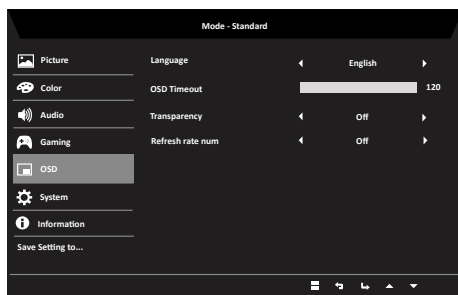 Mode - Standard
Picture
Language
English
Color
OSD Timeout
120
Audio
Transparency
Off
Gaming
Refresh rate num
Off
OSD
System
Information
Save Setting to...